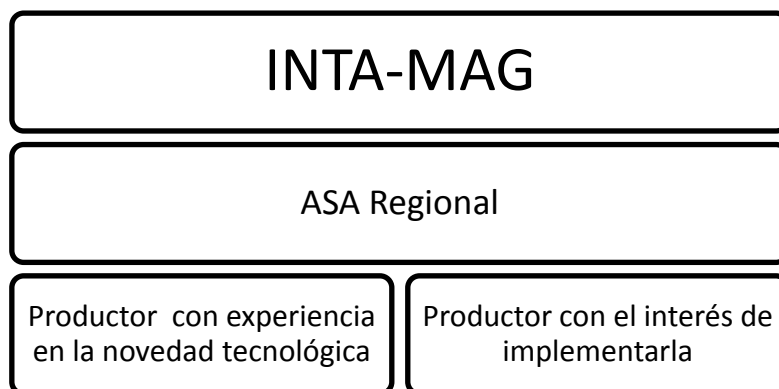 INTA-MAG
ASA Regional
Productor con experiencia
en la novedad tecnológica
Productor con el interés de
implementarla